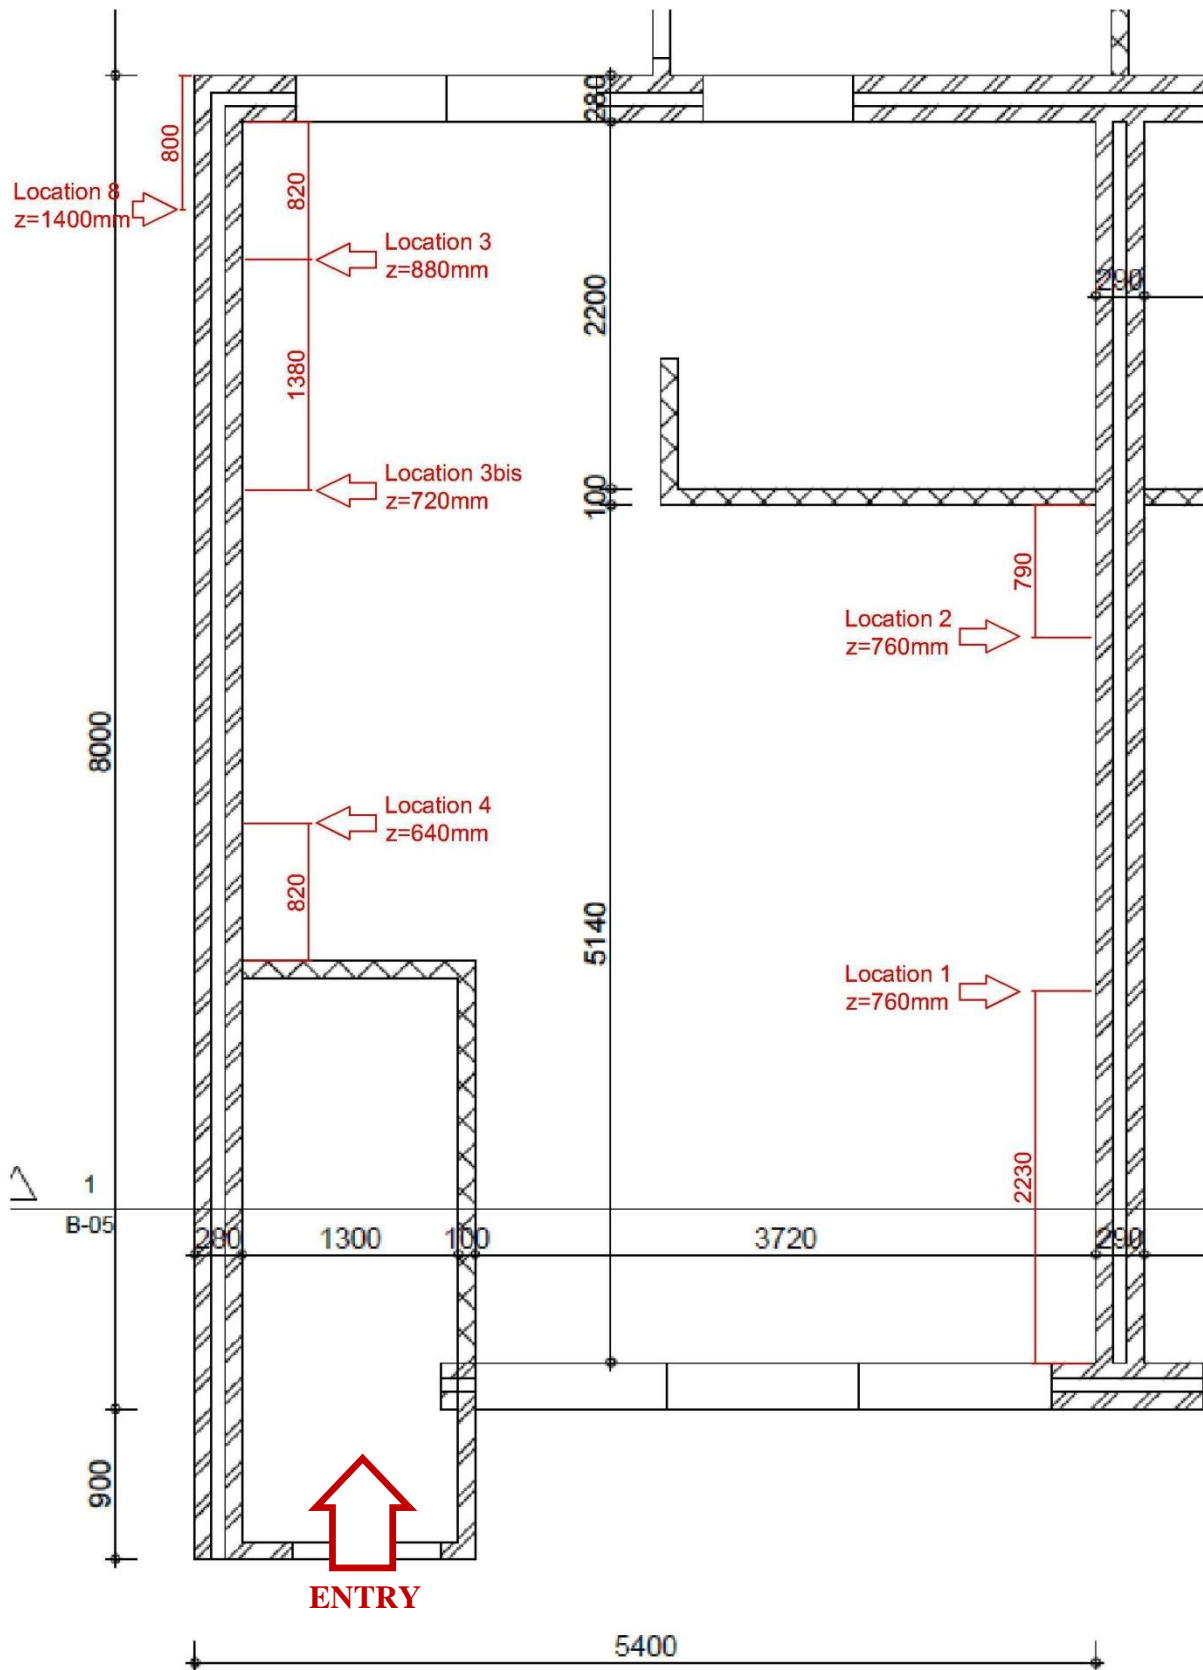 280
800
820
Location 8
z=1400mm
Location 3
z=880mm
2200
290
1380
Location 3bis
z=720mm
100
790
Location 2
z=760mm
8000
Location 4
z=640mm
820
5140
Location 1
z=760mm
2230
1
B-05
280
1300
100
3720
290
900
ENTRY
5400